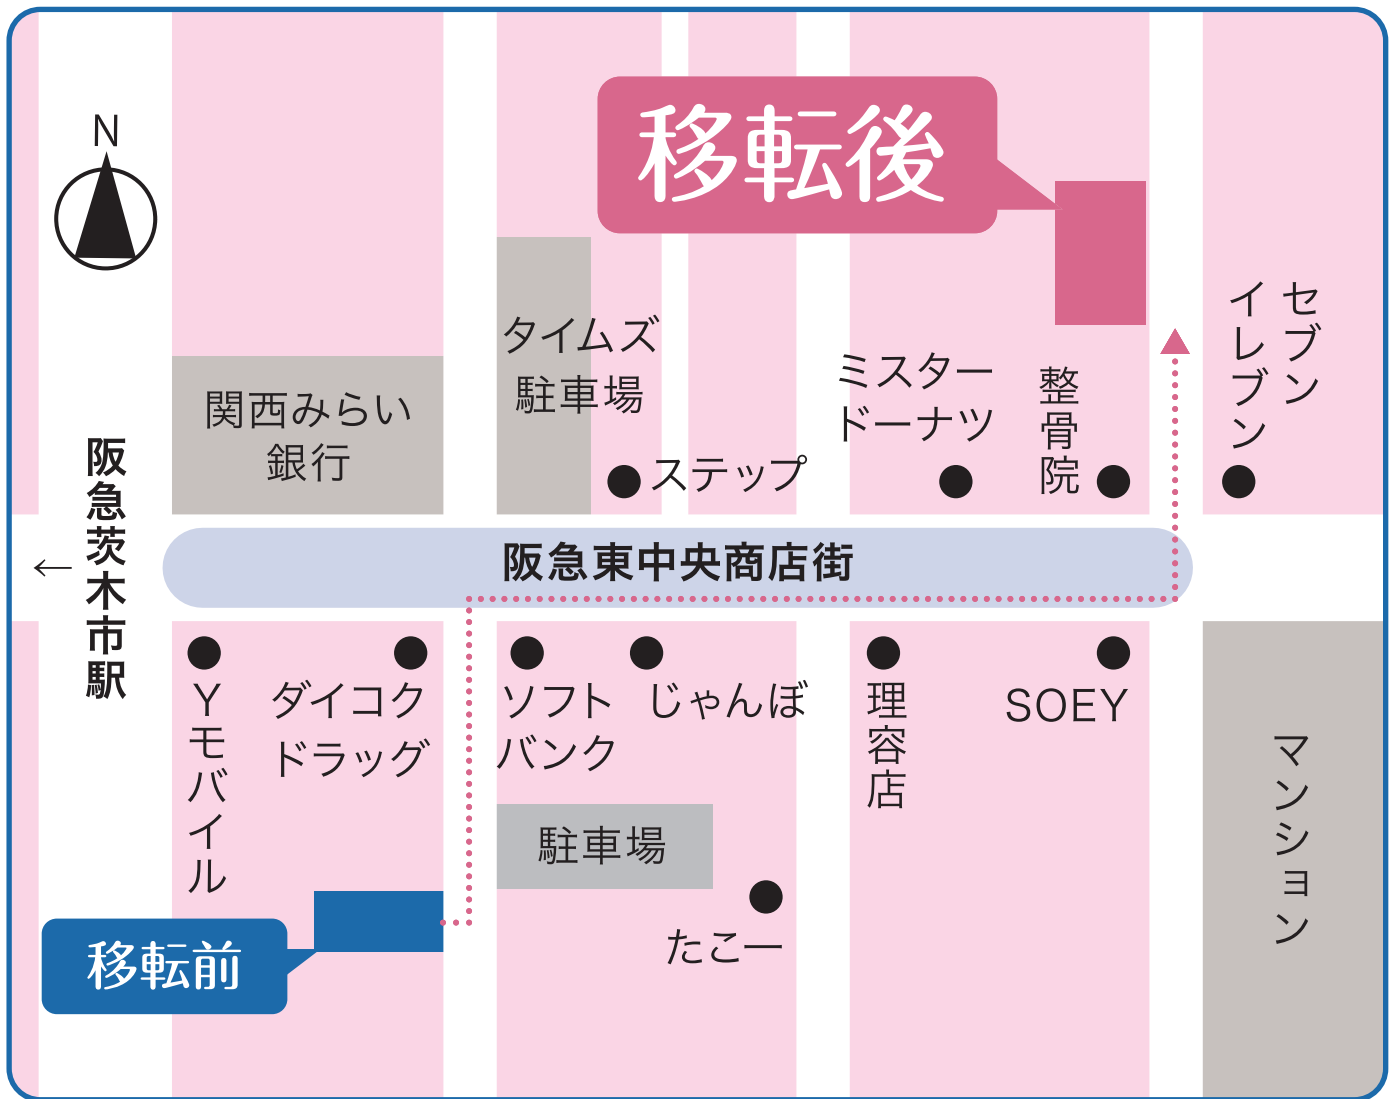 N
移転後
セブン
イレブン
タイムズ
駐車場
ミスター
ドーナツ
整骨院
関西みらい
銀行
ステップ
阪急茨木市駅
←
阪急東中央商店街
Yモバイル
ダイコク
ドラッグ
ソフト
バンク
じゃんぼ
理容店
SOEY
マンション
駐車場
たこ一
移転前